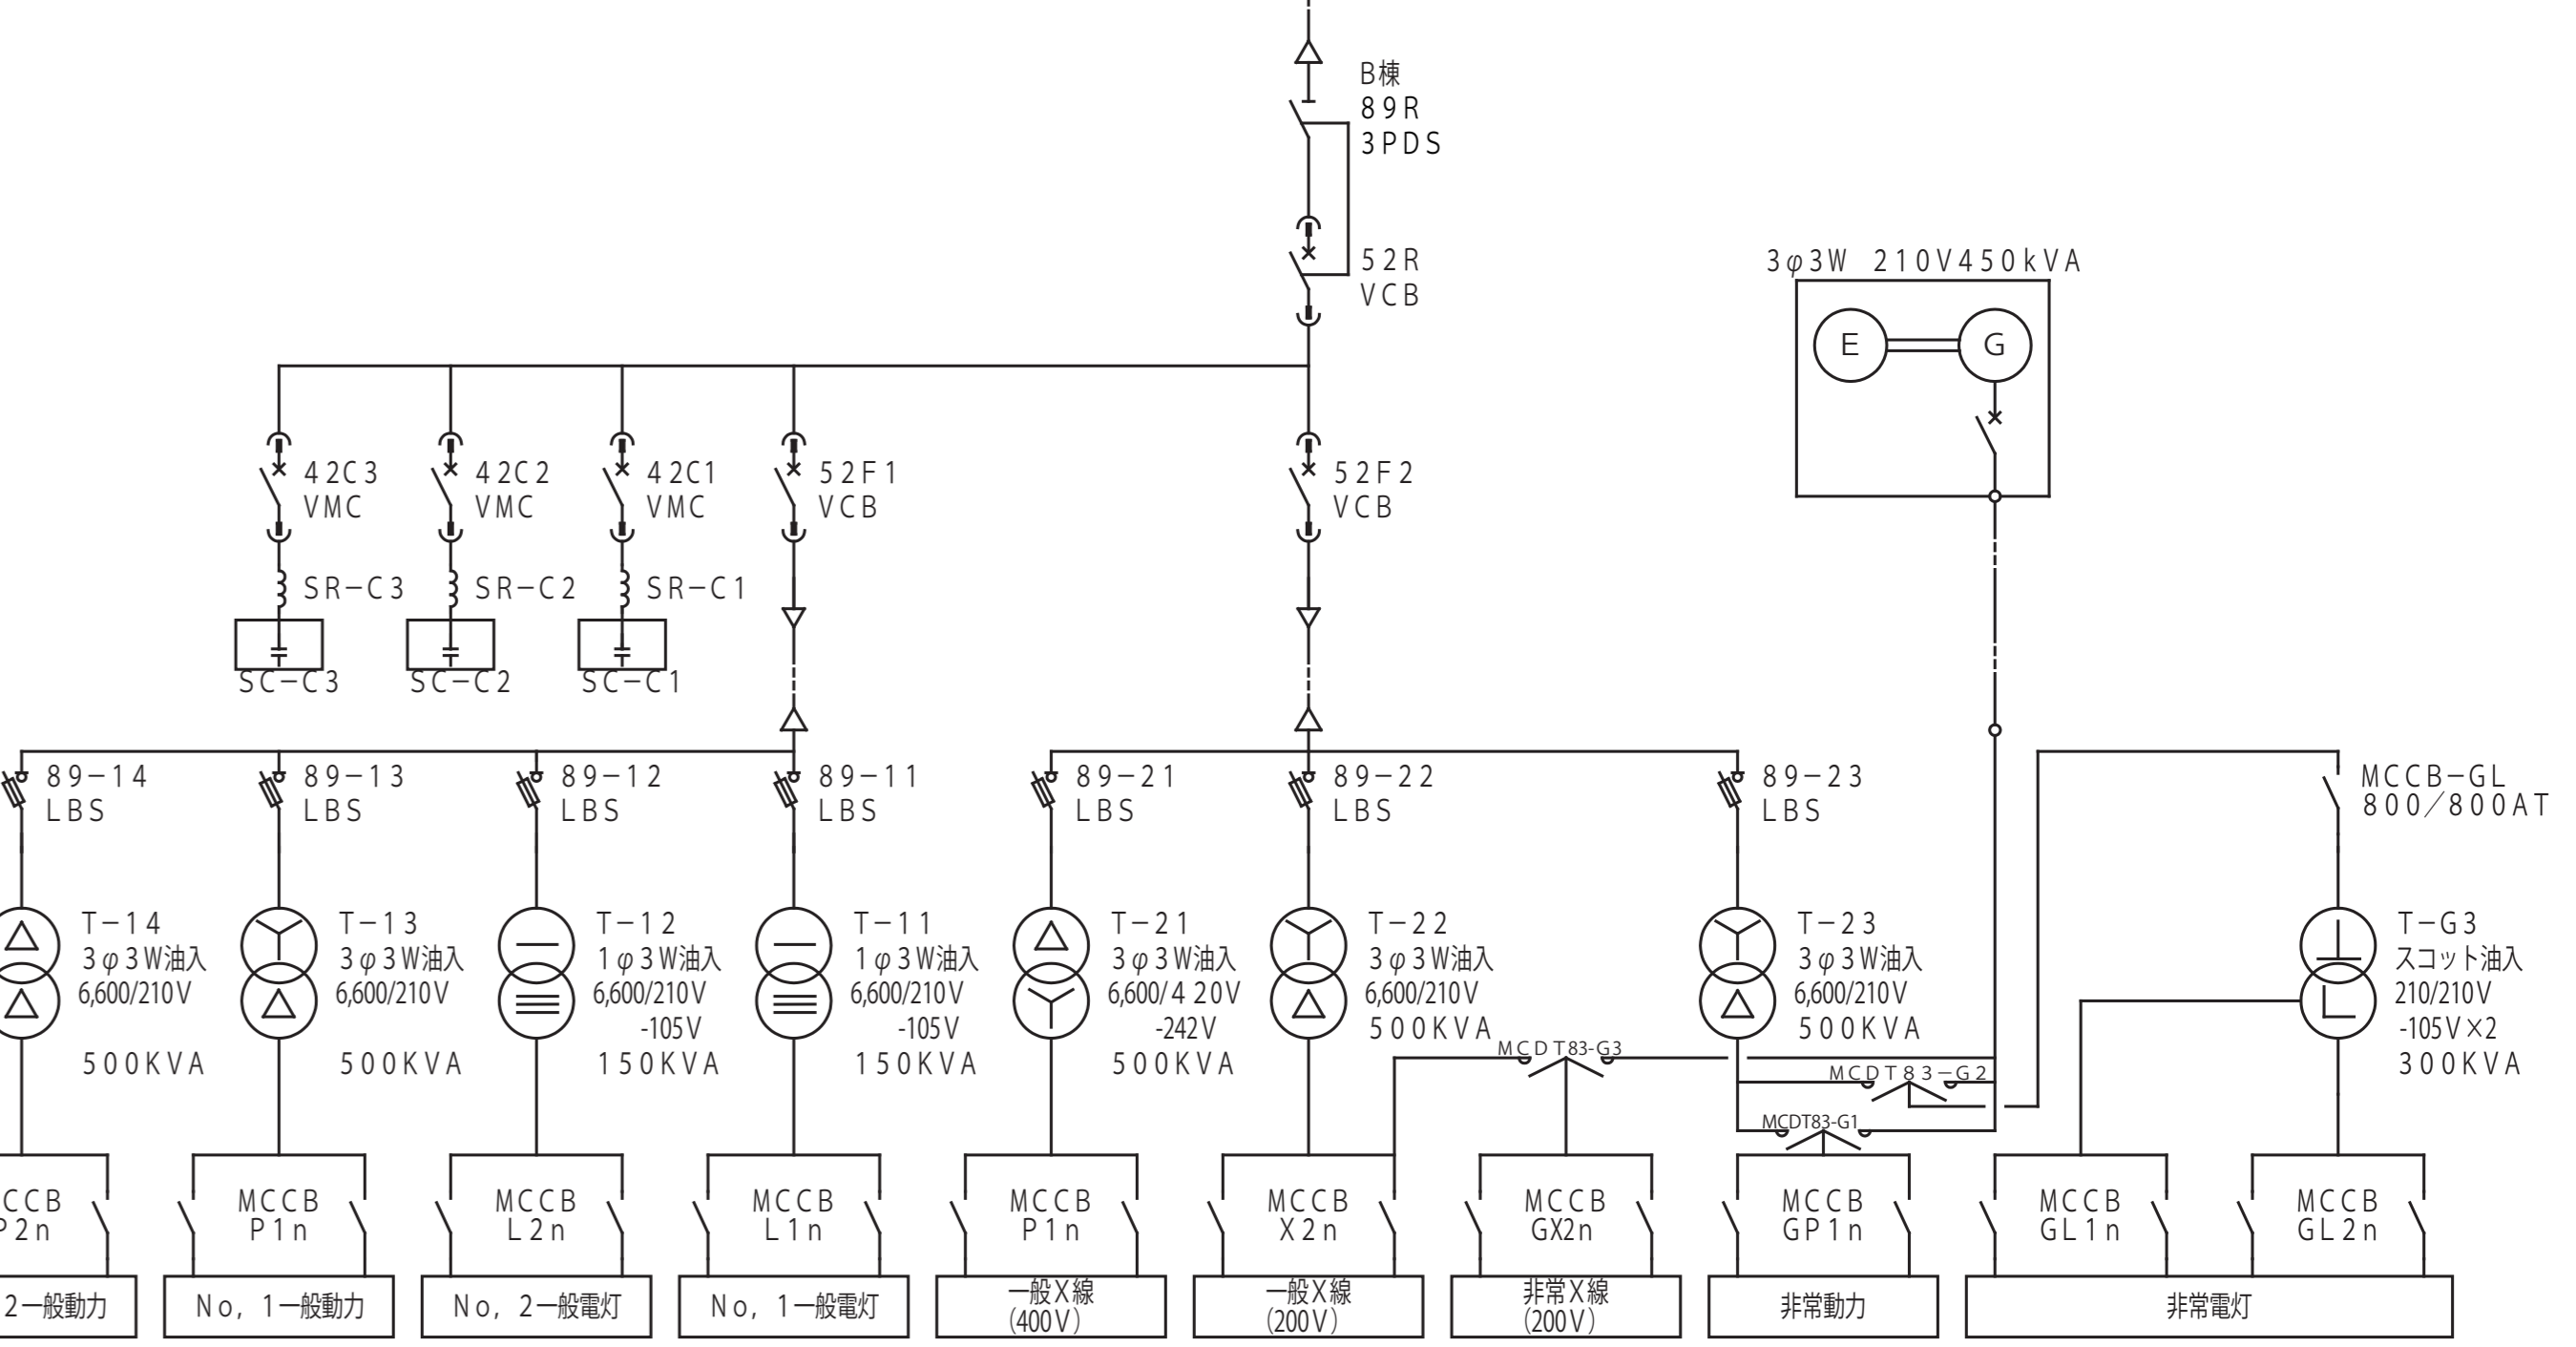 B棟
89R
3PDS
52R
VCB
3φ3W 210V450kVA
E
G
42C3
VMC
42C2
VMC
42C1
VMC
52F1
VCB
52F2
VCB
SR-C3
SR-C2
SR-C1
SC-C3
SC-C2
SC-C1
89-14
LBS
89-13
LBS
89-12
LBS
89-11
LBS
89-21
LBS
89-22
LBS
89-23
LBS
MCCB-GL
800/800AT
T-14
3φ3W油入
6,600/210V
500KVA
T-13
3φ3W油入
6,600/210V
500KVA
T-12
1φ3W油入
6,600/210V
-105V
150KVA
T-11
1φ3W油入
6,600/210V
-105V
150KVA
T-21
3φ3W油入
6,600/420V
-242V
500KVA
T-22
3φ3W油入
6,600/210V
500KVA
T-23
3φ3W油入
6,600/210V
500KVA
T-G3
スコット油入
210/210V
-105V×2
300KVA
MCDT83-G3
MCDT83-G2
MCDT83-G1
CCB
P2n
MCCB
P1n
MCCB
L2n
MCCB
L1n
MCCB
P1n
MCCB
X2n
MCCB
GX2n
MCCB
GP1n
MCCB
GL1n
MCCB
GL2n
2一般動力
No, 1一般動力
No, 2一般電灯
No, 1一般電灯
一般X線
(400V)
一般X線
(200V)
非常X線
(200V)
非常動力
非常電灯